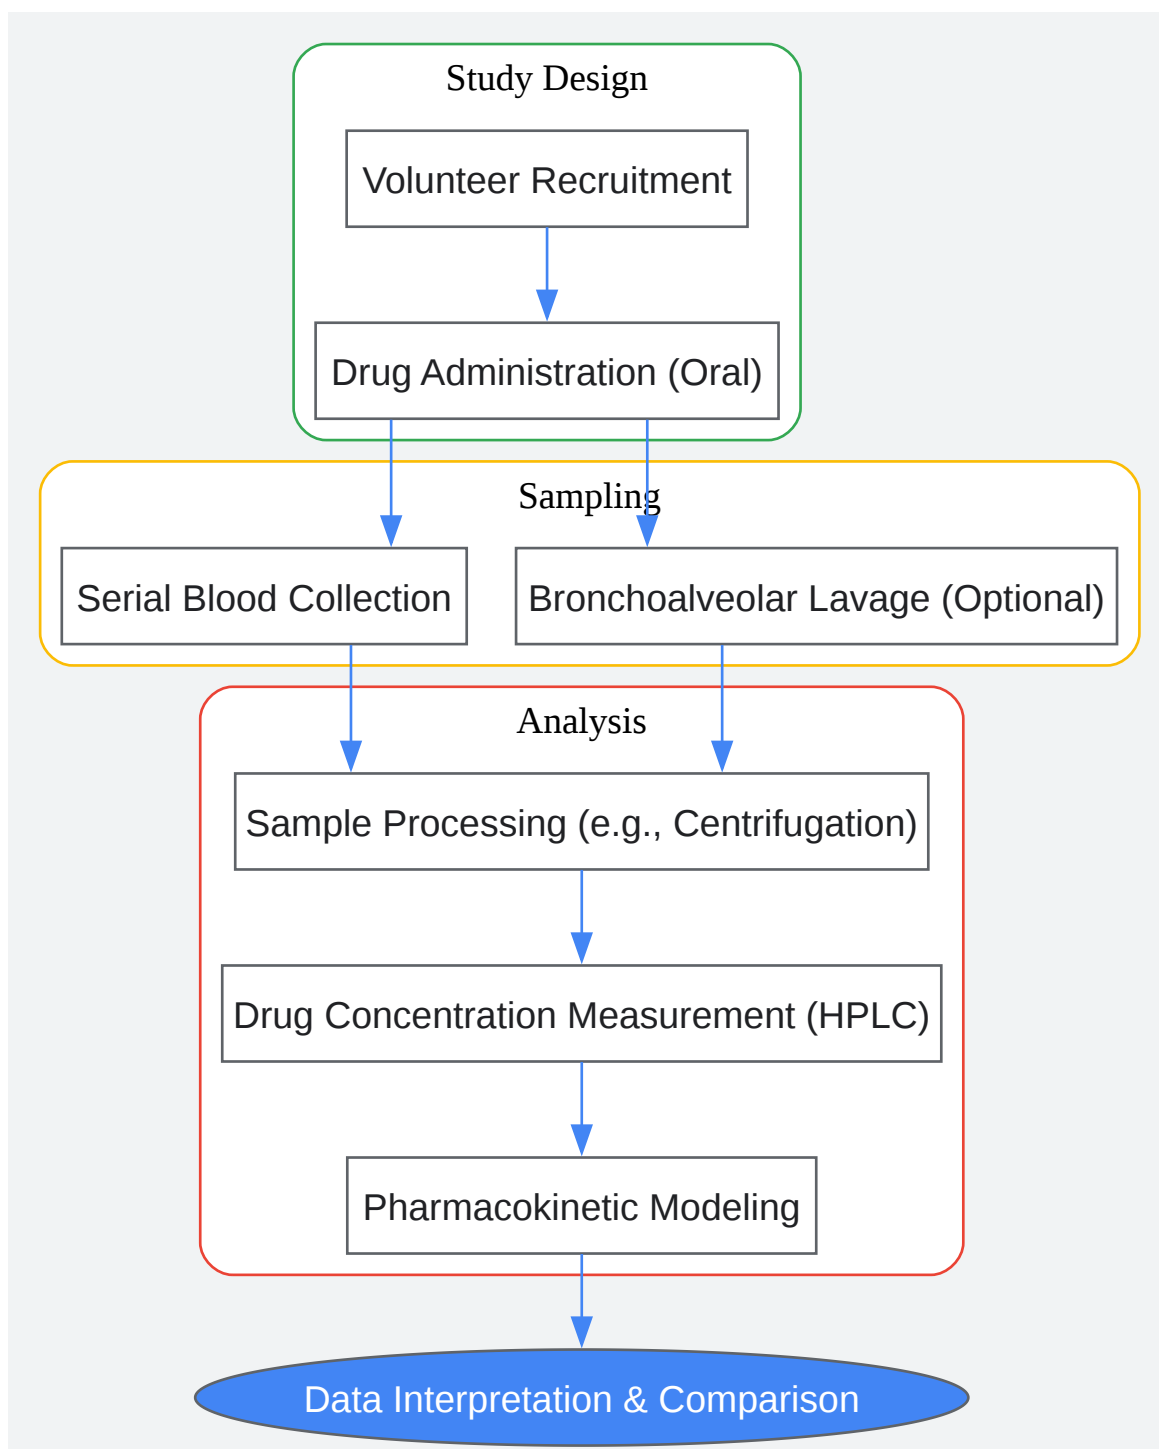 Study Design
Volunteer Recruitment
Drug Administration (Oral)
Sampling
Serial Blood Collection
Bronchoalveolar Lavage (Optional)
Analysis
Sample Processing (e.g., Centrifugation)
Drug Concentration Measurement (HPLC)
Pharmacokinetic Modeling
Data Interpretation & Comparison